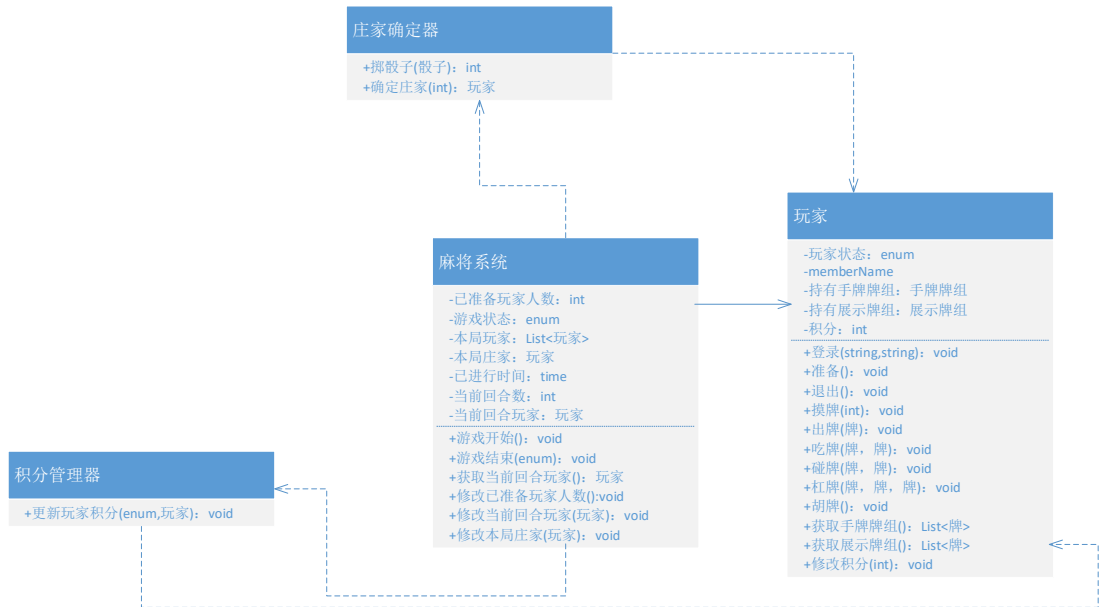 庄家确定器
+掷骰子(骰子)：int
+确定庄家(int)：玩家
玩家
-玩家状态：enum
-memberName
-持有手牌牌组：手牌牌组
-持有展示牌组：展示牌组
-积分：int
+登录(string,string)：void
+准备()：void
+退出()：void
+摸牌(int)：void
+出牌(牌)：void
+吃牌(牌，牌)：void
+碰牌(牌，牌)：void
+杠牌(牌，牌，牌)：void
+胡牌()：void
+获取手牌牌组()：List<牌>
+获取展示牌组()：List<牌>
+修改积分(int)：void
麻将系统
-已准备玩家人数：int
-游戏状态：enum
-本局玩家：List<玩家>
-本局庄家：玩家
-已进行时间：time
-当前回合数：int
-当前回合玩家：玩家
+游戏开始()：void
+游戏结束(enum)：void
+获取当前回合玩家()：玩家
+修改已准备玩家人数():void
+修改当前回合玩家(玩家)：void
+修改本局庄家(玩家)：void
积分管理器
+更新玩家积分(enum,玩家)：void